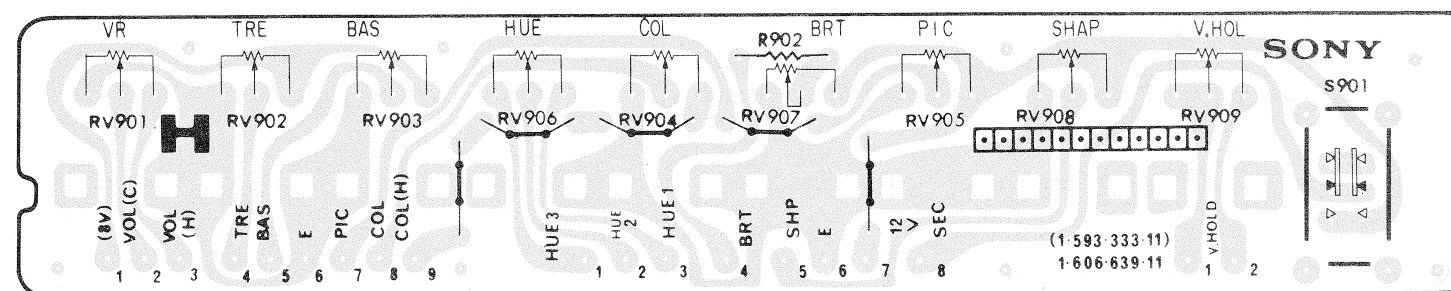 VR TRE BAS HUE COL R902 BRT PIC SHAP V.HOL
SONY
S901
RV901 RV902 RV903 RV906 RV904 RV907 RV905 RV908 RV909
H
(8V)
VOL(C)
VOL
(H)
TRE
BAS
E
PIC
COL
COL(H)
HUE3
HUE
2
HUE1
BRT
SHP
E
12
V
SEC
(1-593-333-11)
1-606-639-11
V.HOLD
1 2 3 4 5 6 7 8 9 1 2 3 4 5 6 7 8 1 2